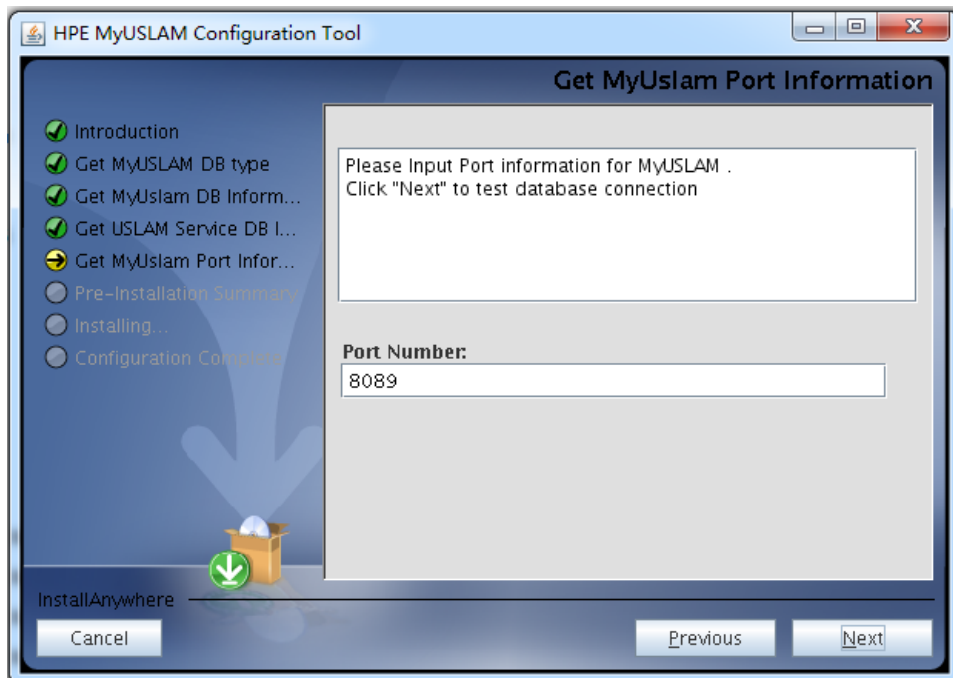 HPE MyUSLAM Configuration Tool
Get MyUslam Port Information
Introduction
Get MyUSLAM DB type
Get MyUslam DB Inform...
Get USLAM Service DB I...
Get MyUslam Port Infor...
Pre-Installation Summary
Installing...
Configuration Complete
Please Input Port information for MyUSLAM .
Click "Next" to test database connection
Port Number:
8089
InstallAnywhere
Cancel
Previous
Next